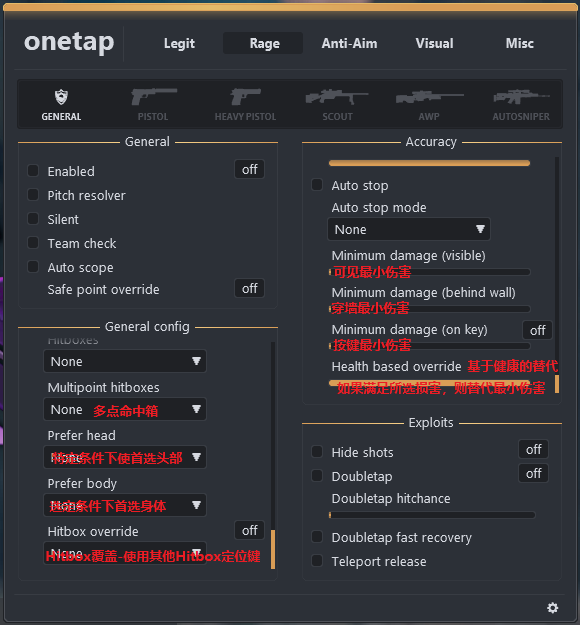 onetap
Legit Rage Anti-Aim Visual Misc
GENERAL PISTOL HEAVY PISTOL SCOUT AWP AUTOSNIPER
General
Enabled off
Pitch resolver
Silent
Team check
Auto scope
Safe point override off
General config
Hitboxes
None
Multipoint hitboxes
None 多点命中箱
Prefer head
None 条件下使首选头部
Prefer body
None 选定条件下首选身体
Hitbox override off
None Hitbox覆盖-使用其他Hitbox定位键
Accuracy
Auto stop
Auto stop mode
None
Minimum damage (visible)
可见最小伤害
Minimum damage (behind wall)
穿墙最小伤害
Minimum damage (on key) off
按键最小伤害
Health based override 基于健康的替代
如果满足所选损害，则替代最小伤害
Exploits
Hide shots off
Doubletap off
Doubletap hitchance
Doubletap fast recovery
Teleport release